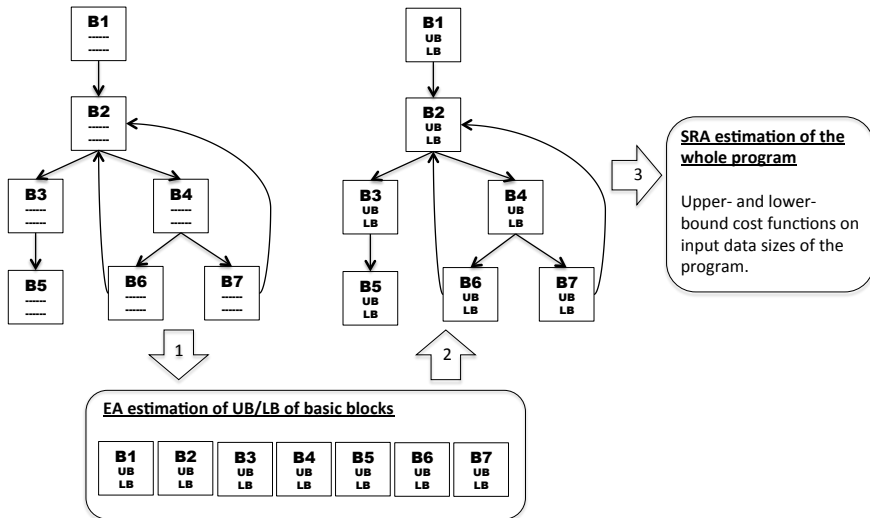 B1
------
------
B2
------
------
B3
------
------
B4
------
------
B5
------
------
B6
------
------
B7
------
------
B1
UB
LB
B2
UB
LB
B3
UB
LB
B4
UB
LB
B5
UB
LB
B6
UB
LB
B7
UB
LB
1
2
3
SRA estimation of the
whole program
Upper- and lower-
bound cost functions on
input data sizes of the
program.
EA estimation of UB/LB of basic blocks
B1
UB
LB
B2
UB
LB
B3
UB
LB
B4
UB
LB
B5
UB
LB
B6
UB
LB
B7
UB
LB